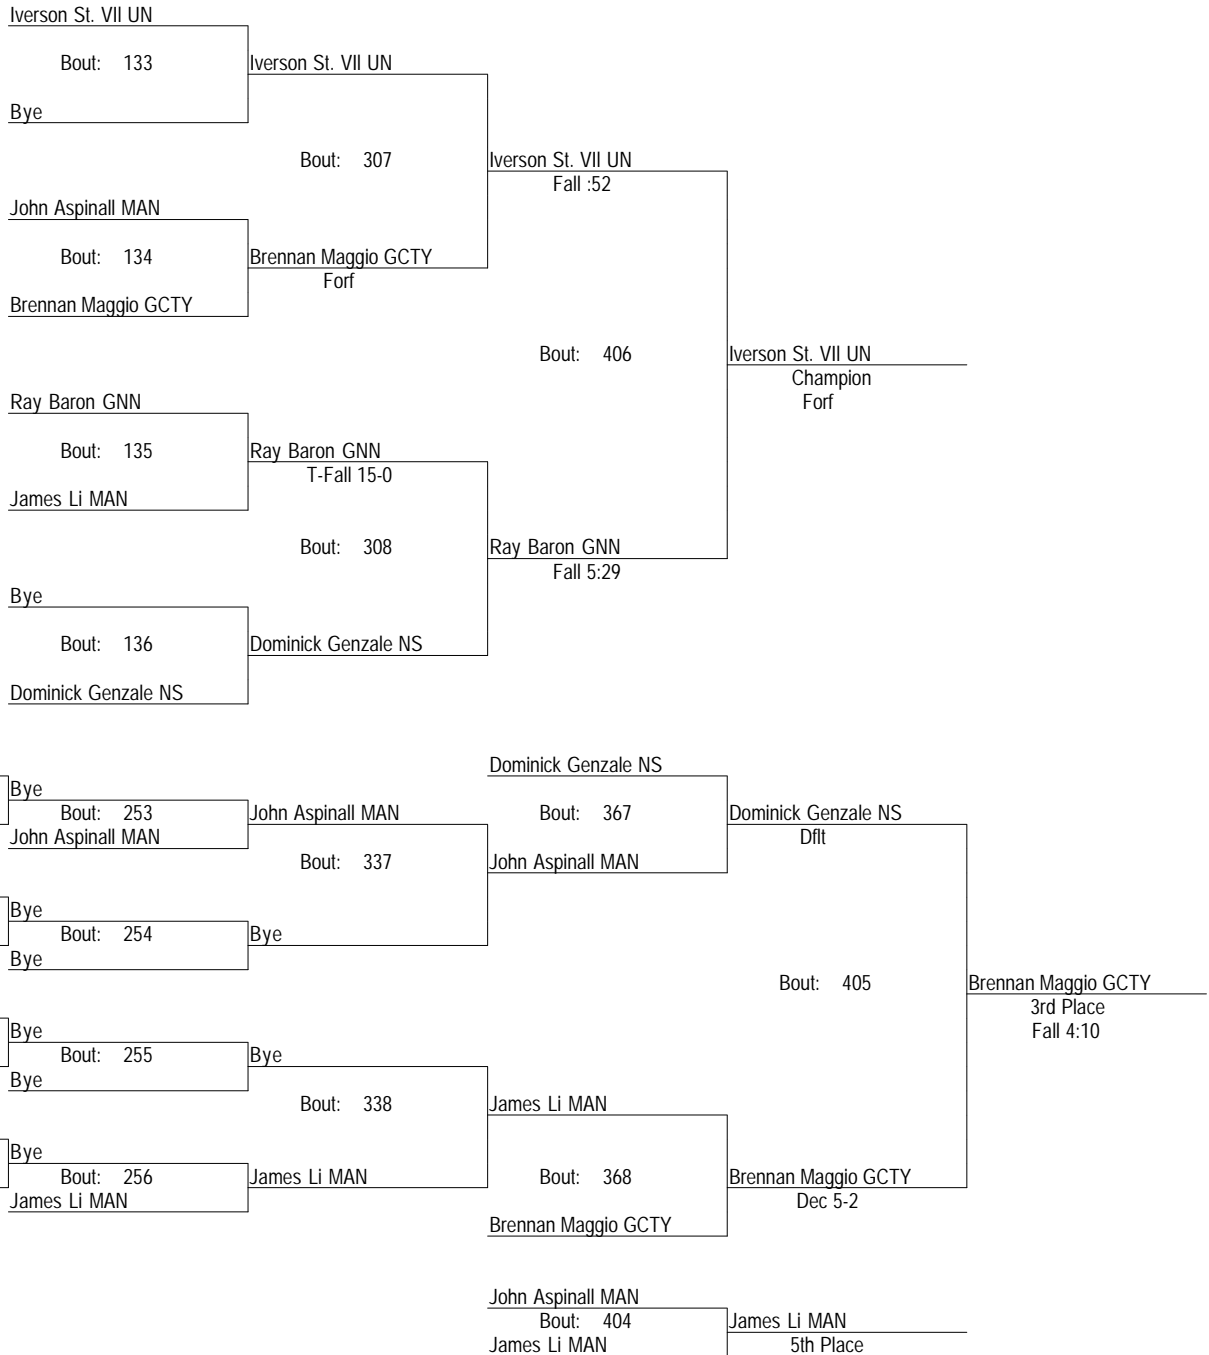 Iverson St. VII UN
Bout: 133
Iverson St. VII UN
Bye
Bout: 307
Iverson St. VII UN
Fall :52
John Aspinall MAN
Bout: 134
Brennan Maggio GCTY
Forf
Brennan Maggio GCTY
Bout: 406
Iverson St. VII UN
Champion
Forf
Ray Baron GNN
Bout: 135
Ray Baron GNN
T-Fall 15-0
James Li MAN
Bout: 308
Ray Baron GNN
Fall 5:29
Bye
Bout: 136
Dominick Genzale NS
Dominick Genzale NS
Dominick Genzale NS
Bye
Bout: 253
John Aspinall MAN
Bout: 367
Dominick Genzale NS
Dflt
John Aspinall MAN
Bout: 337
John Aspinall MAN
Bye
Bout: 254
Bye
Bye
Bout: 405
Brennan Maggio GCTY
3rd Place
Fall 4:10
Bye
Bout: 255
Bye
Bye
Bout: 338
James Li MAN
Bye
Bout: 256
James Li MAN
Bout: 368
Brennan Maggio GCTY
Dec 5-2
James Li MAN
Brennan Maggio GCTY
John Aspinall MAN
Bout: 404
James Li MAN
James Li MAN
5th Place